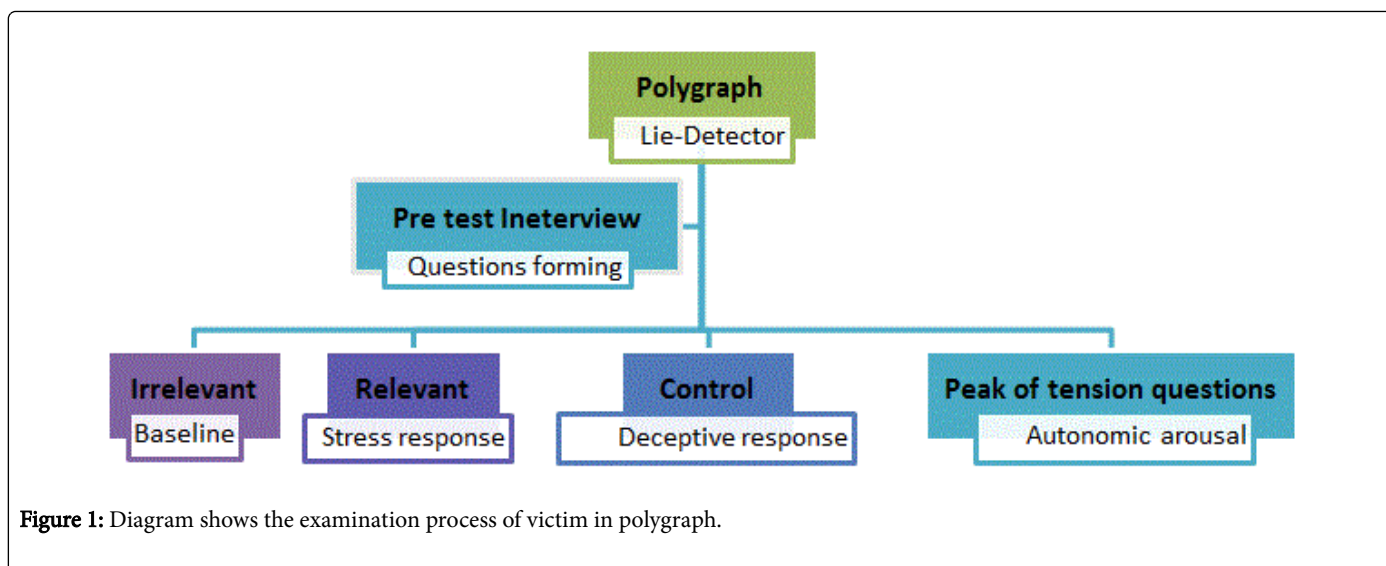 Polygraph
Lie-Detector
Pre test Ineterview
Questions forming
Irrelevant
Baseline
Relevant
Stress response
Control
Deceptive response
Peak of tension questions
Autonomic arousal
Figure 1: Diagram shows the examination process of victim in polygraph.